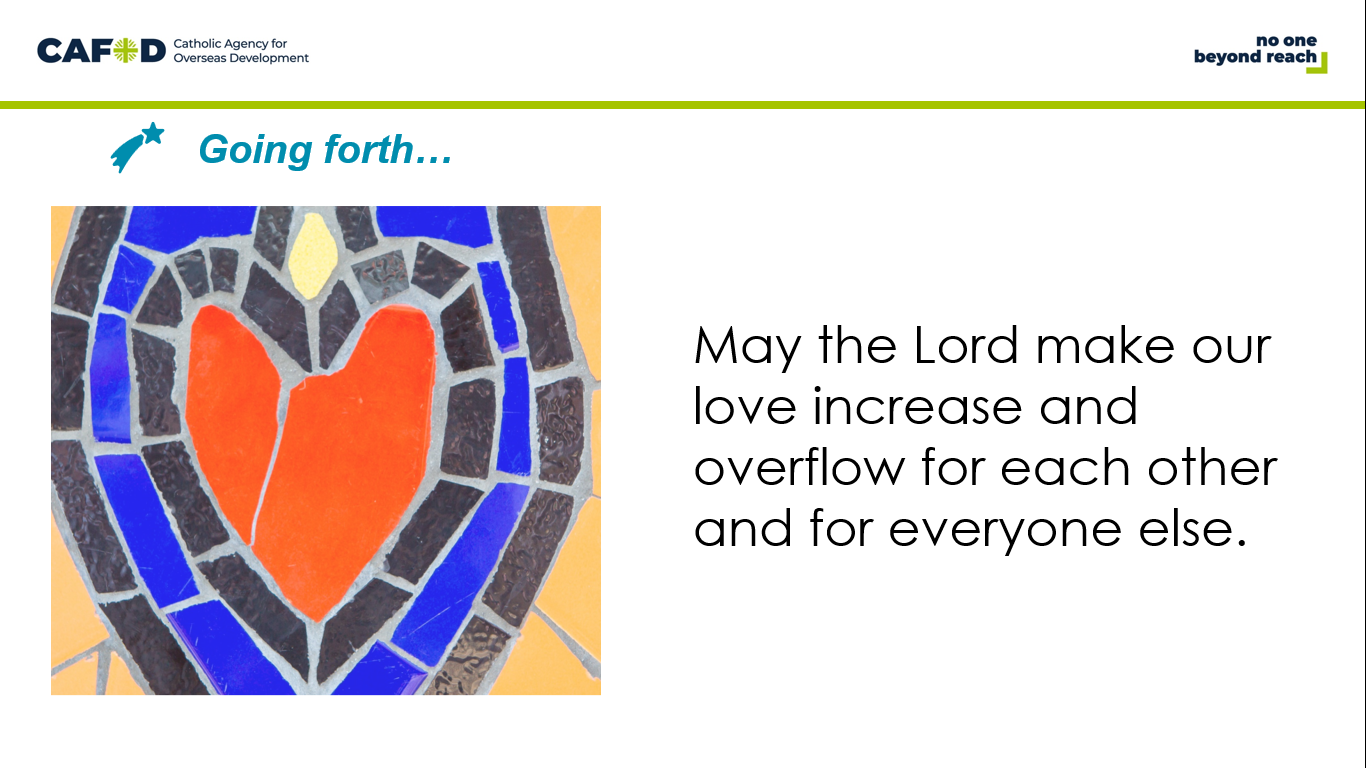 CAFOD
Catholic Agency for
Overseas Development
no one
beyond reach
Going forth…
May the Lord make our
love increase and
overflow for each other
and for everyone else.